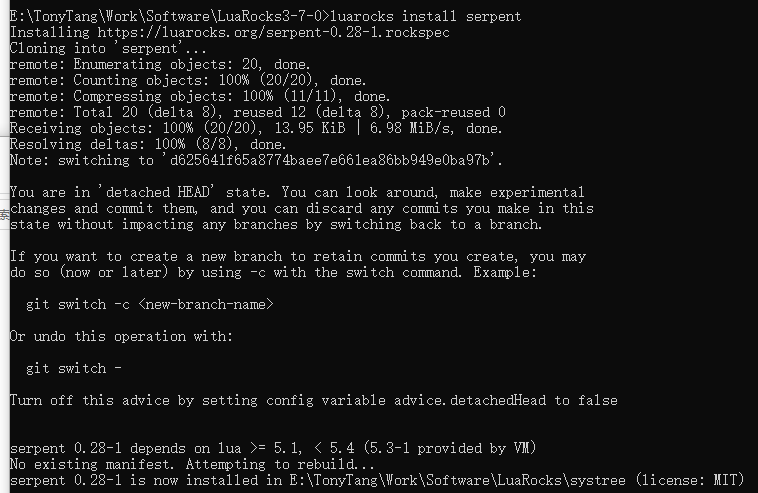 E:\TonyTang\Work\Software\LuaRocks3-7-0>luarocks install serpent
Installing https://luarocks.org/serpent-0.28-1.rockspec
Cloning into 'serpent'...
remote: Enumerating objects: 20, done.
remote: Counting objects: 100% (20/20), done.
remote: Compressing objects: 100% (11/11), done.
remote: Total 20 (delta 8), reused 12 (delta 8), pack-reused 0
Receiving objects: 100% (20/20), 13.95 KiB | 6.98 MiB/s, done.
Resolving deltas: 100% (8/8), done.
Note: switching to 'd625641f65a8774baee7e661ea86bb949e0ba97b'.
You are in 'detached HEAD' state. You can look around, make experimental
changes and commit them, and you can discard any commits you make in this
state without impacting any branches by switching back to a branch.
If you want to create a new branch to retain commits you create, you may
do so (now or later) by using -c with the switch command. Example:
git switch -c <new-branch-name>
Or undo this operation with:
git switch -
Turn off this advice by setting config variable advice.detachedHead to false
serpent 0.28-1 depends on lua >= 5.1, < 5.4 (5.3-1 provided by VM)
No existing manifest. Attempting to rebuild...
serpent 0.28-1 is now installed in E:\TonyTang\Work\Software\LuaRocks\systree (license: MIT)